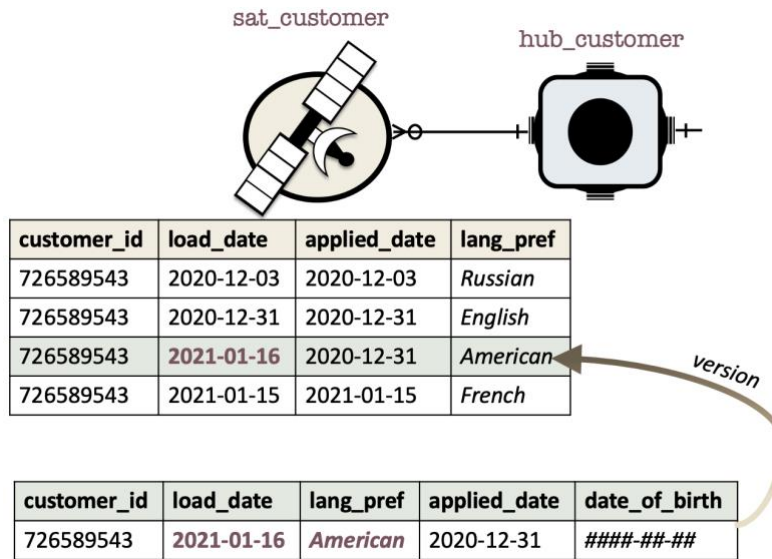 sat_customer
hub_customer
customer_id load_date applied_date lang_pref
726589543 2020-12-03 2020-12-03 Russian
726589543 2020-12-31 2020-12-31 English
726589543 2021-01-16 2020-12-31 American
726589543 2021-01-15 2021-01-15 French
version
customer_id load_date lang_pref applied_date date_of_birth
726589543 2021-01-16 American 2020-12-31 ####-##-##